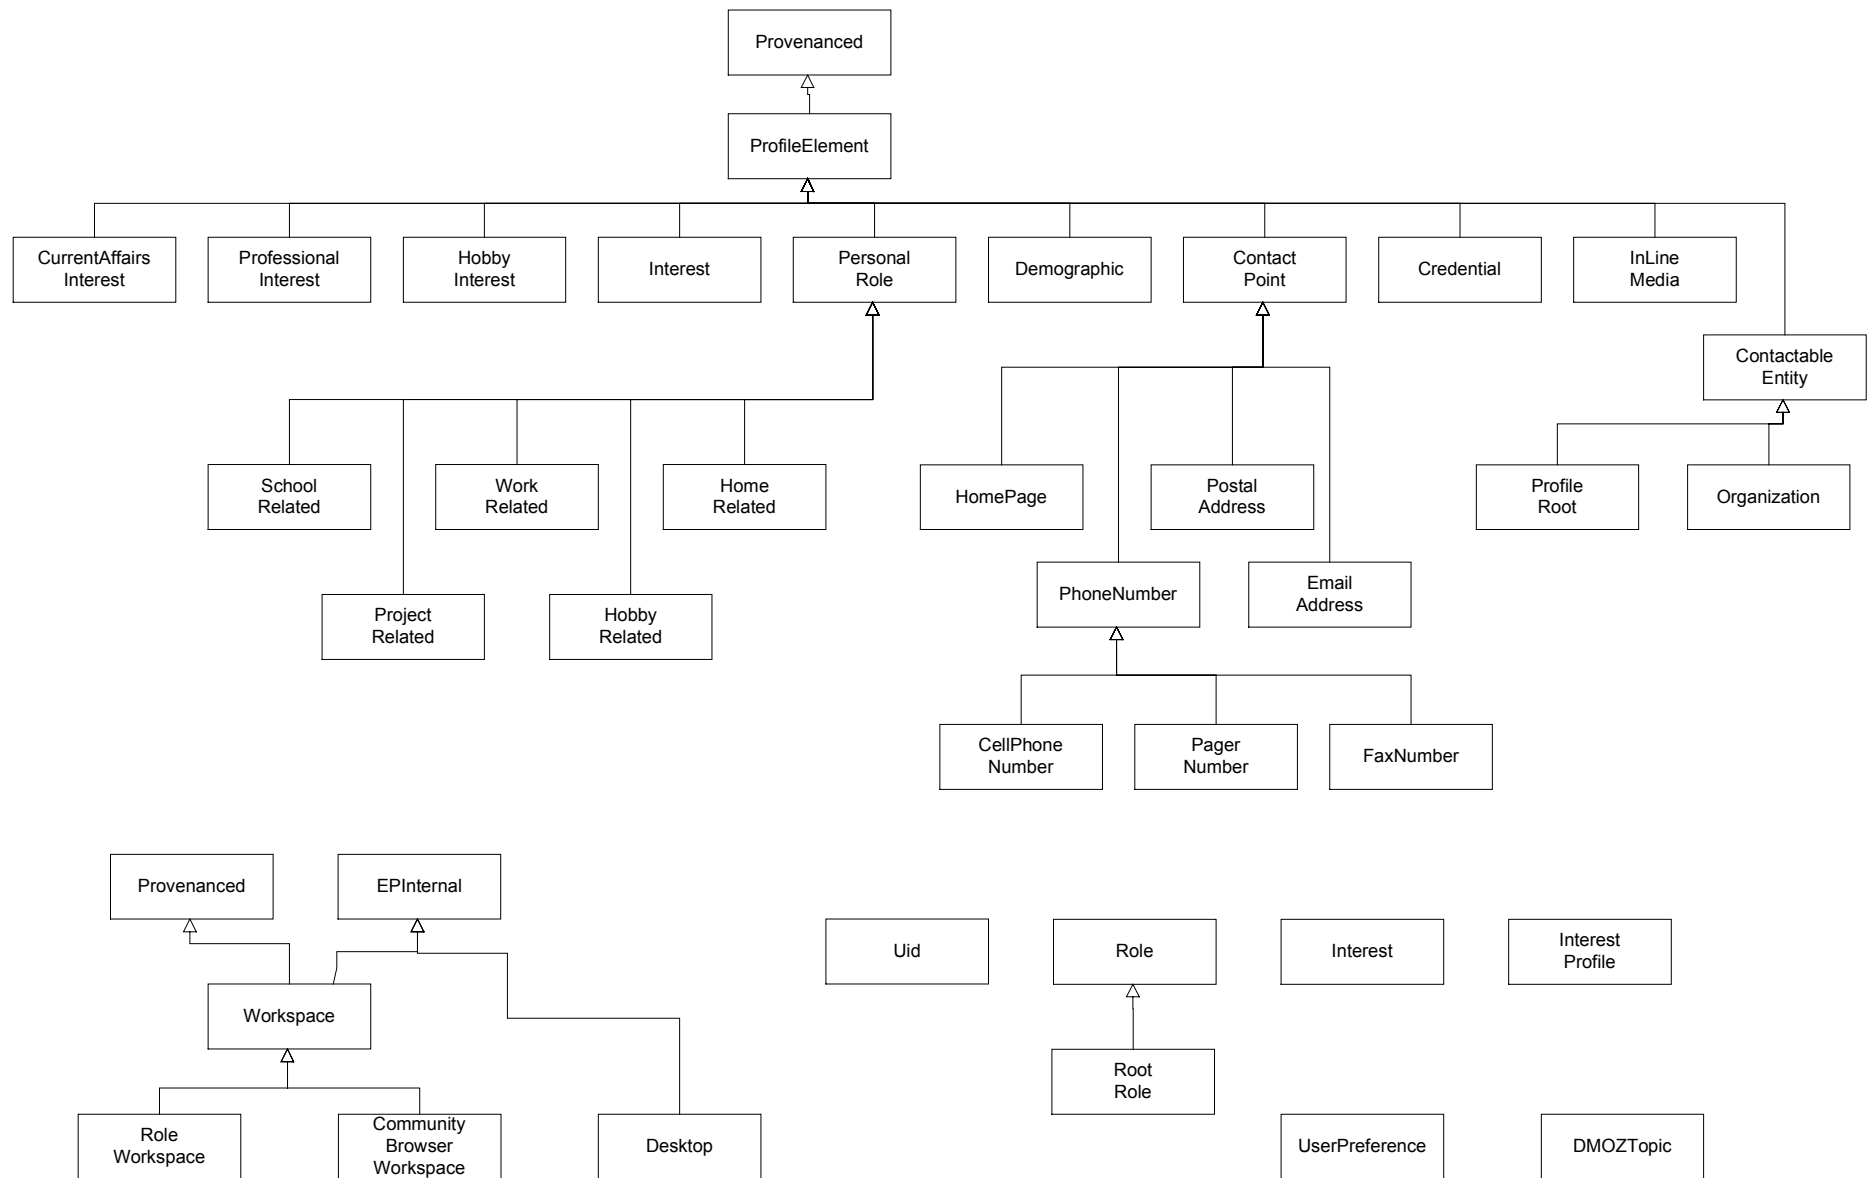 Provenanced
ProfileElement
CurrentAffairs
Interest
Professional
Interest
Hobby
Interest
Interest
Personal
Role
Demographic
Contact
Point
Credential
InLine
Media
Contactable
Entity
School
Related
Work
Related
Home
Related
HomePage
Postal
Address
Profile
Root
Organization
Project
Related
Hobby
Related
PhoneNumber
Email
Address
CellPhone
Number
Pager
Number
FaxNumber
Provenanced
EPInternal
Uid
Role
Interest
Interest
Profile
Workspace
Root
Role
Role
Workspace
Community
Browser
Workspace
Desktop
UserPreference
DMOZTopic